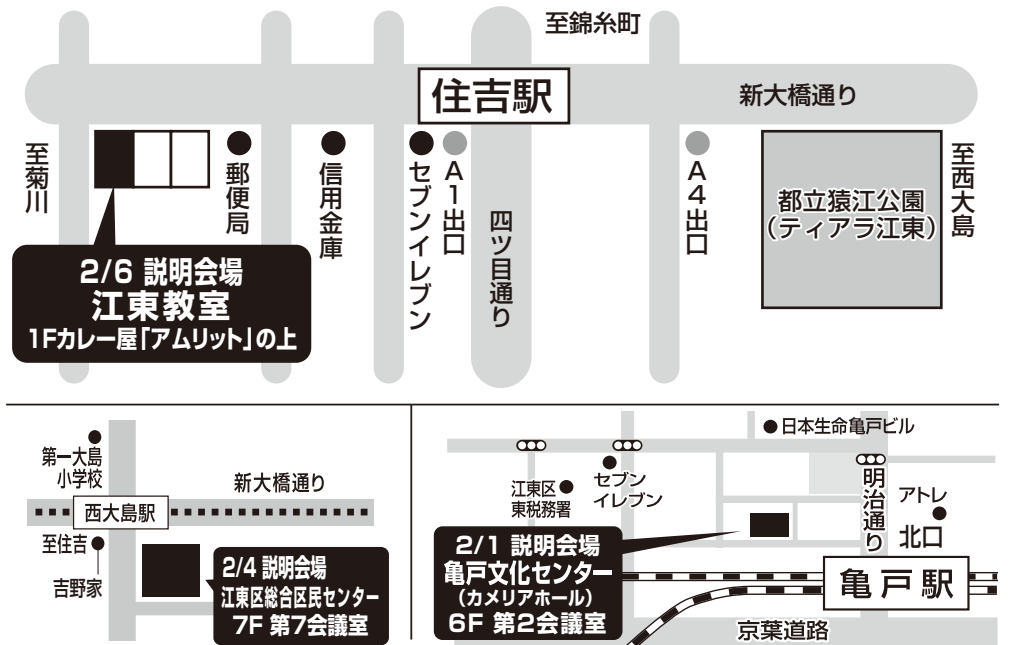 至錦糸町
住吉駅
新大橋通り
至菊川
郵便局
信用金庫
セブンイレブン
A1出口
四ツ目通り
A4出口
都立猿江公園
(ティアラ江東)
至西大島
2/6 説明会場
江東教室
1Fカレー屋「アムリット」の上
第一大島
小学校
新大橋通り
西大島駅
至住吉
吉野家
2/4 説明会場
江東区総合区民センター
7F 第7会議室
日本生命亀戸ビル
江東区
東税務署
セブン
イレブン
明治通り
アトレ
北口
2/1 説明会場
亀戸文化センター
(カメリアホール)
6F 第2会議室
亀戸駅
京葉道路